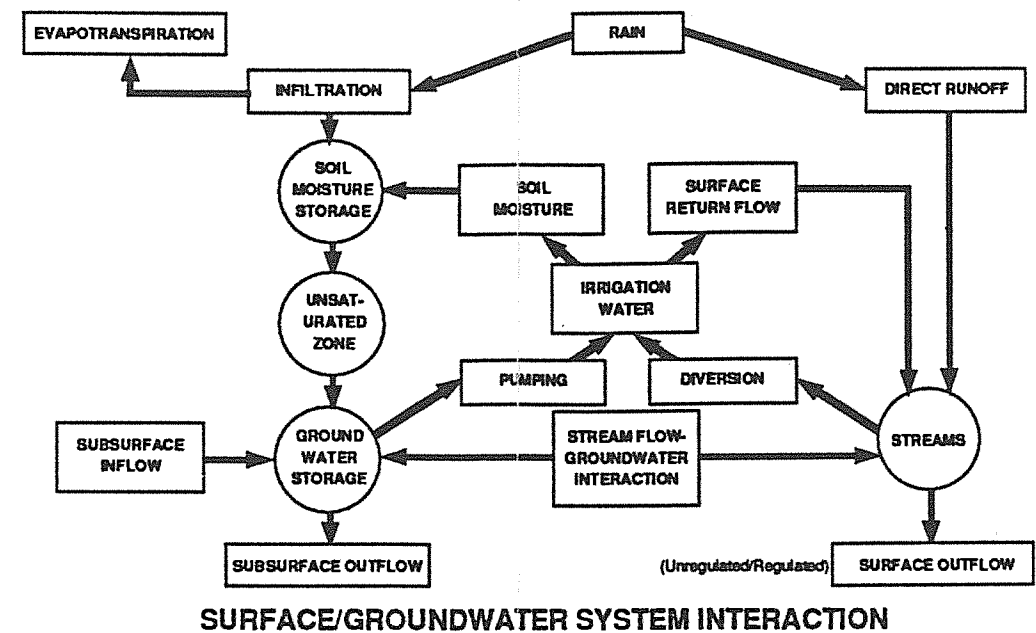 EVAPOTRANSPIRATION
RAIN
INFILTRATION
DIRECT RUNOFF
SOIL
MOISTURE
STORAGE
SOIL
MOISTURE
SURFACE
RETURN FLOW
UNSAT-
URATED
ZONE
IRRIGATION
WATER
PUMPING
DIVERSION
SUBSURFACE
INFLOW
GROUND
WATER
STORAGE
STREAM FLOW-
GROUNDWATER
INTERACTION
STREAMS
SUBSURFACE OUTFLOW
(Unregulated/Regulated)
SURFACE OUTFLOW
SURFACE/GROUNDWATER SYSTEM INTERACTION